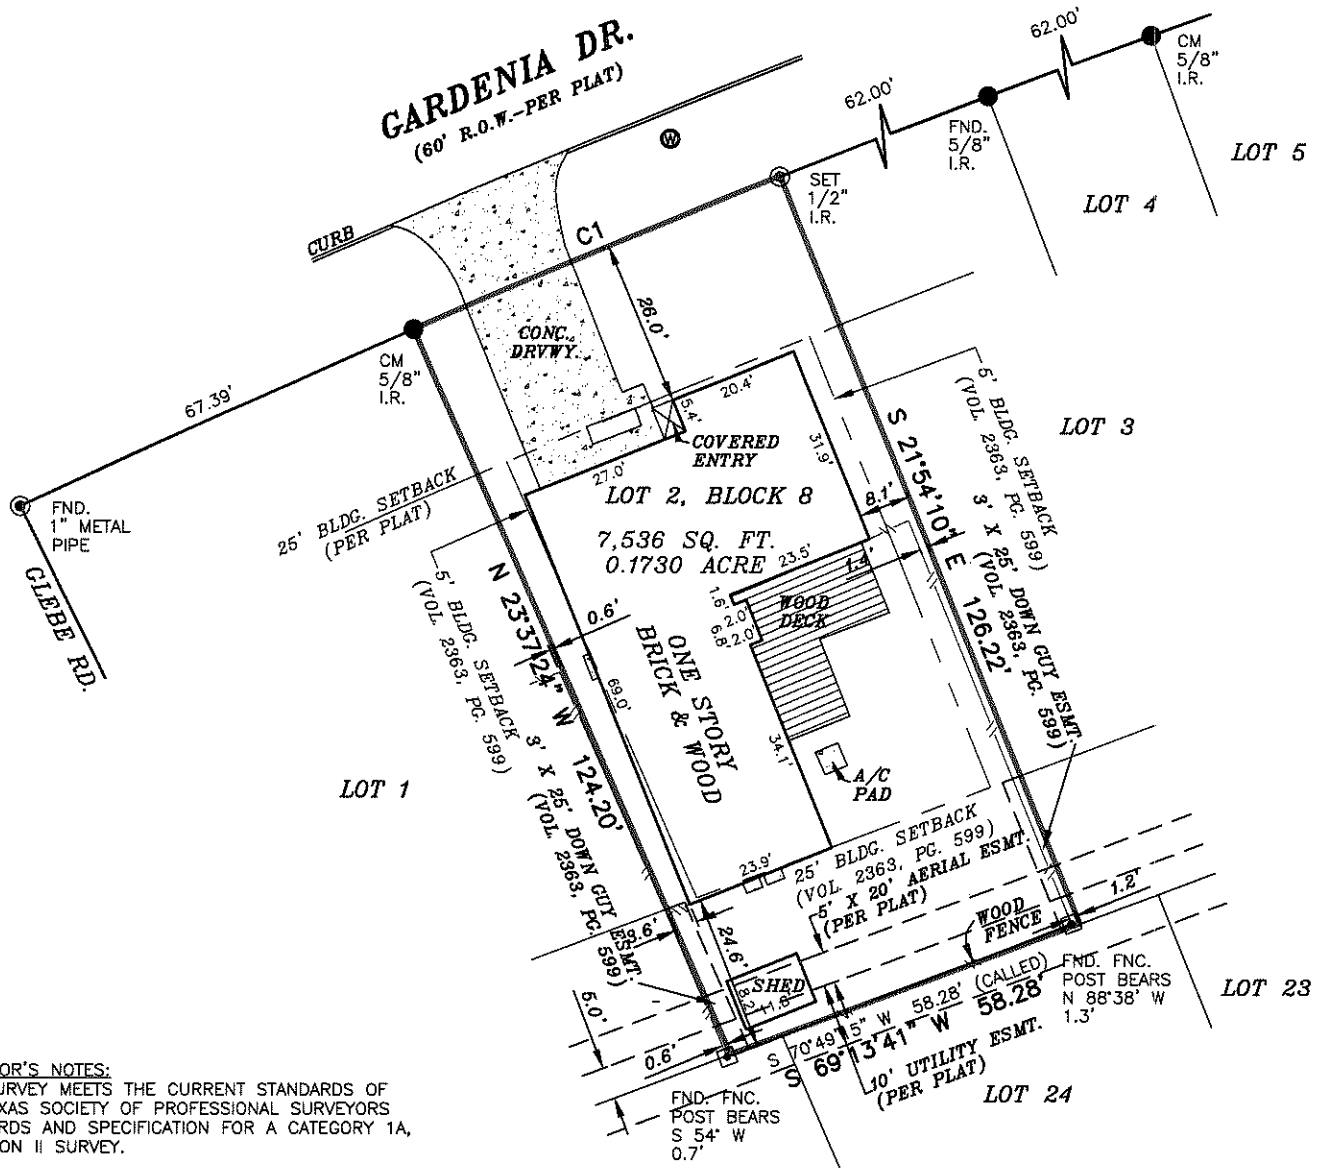 GARDENIA DR.
(60' R.O.W.-PER PLAT)
62.00'
CM
5/8"
I.R.
62.00'
FND.
5/8"
I.R.
LOT 5
LOT 4
SET
1/2"
I.R.
W
CURB
C1
26.0'
CONC.
DRVWY.
CM
5/8"
I.R.
67.39'
20.4'
5.4'
COVERED
ENTRY
31.9'
5' BLDG. SETBACK
(VOL. 2363, PG. 599)
LOT 3
FND.
1" METAL
PIPE
GLEBE RD.
25' BLDG. SETBACK
(PER PLAT)
27.0'
LOT 2, BLOCK 8
7,536 SQ. FT.
0.1730 ACRE
8.1'
S 21°54'10" E 126.22'
3' X 25' DOWN GUY ESMT.
(VOL. 2363, PG. 599)
23.5'
1.4'
1.6'
2.0'
6.8'
2.0'
WOOD
DECK
5' BLDG. SETBACK
(VOL. 2363, PG. 599)
N 23°37'24" W 124.20'
0.6'
ONE STORY
BRICK & WOOD
69.0'
34.1'
A/C
PAD
LOT 1
3' X 25' DOWN GUY ESMT.
(VOL. 2363, PG. 599)
23.9'
25' BLDG. SETBACK
(VOL. 2363, PG. 599)
5' X 20' AERIAL ESMT.
(PER PLAT)
WOOD
FENCE
1.2'
3.6'
24.6'
SHED
8.2'
11.8'
5.0'
0.6'
S 70°49' 5" W 58.28' (CALLED)
S 69°13'41" W 58.28'
FND. FNC.
POST BEARS
N 88°38' W
1.3'
LOT 23
10' UTILITY ESMT.
(PER PLAT)
LOT 24
FND. FNC.
POST BEARS
S 54° W
0.7'
OR'S NOTES:
URVEY MEETS THE CURRENT STANDARDS OF
XAS SOCIETY OF PROFESSIONAL SURVEYORS
RDS AND SPECIFICATION FOR A CATEGORY 1A,
ON II SURVEY.